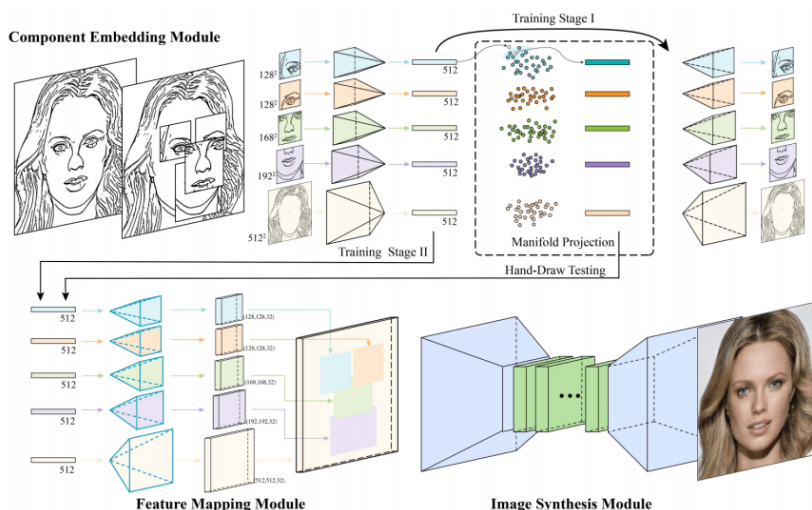 Training Stage I
Component Embedding Module
128²
512
128²
512
168²
512
192²
512
512²
512
Manifold Projection
Training Stage II
Hand-Draw Testing
512
(128,128,32)
512
(128,128,32)
512
(168,168,32)
512
(192,192,32)
512
(512,512,32)
Feature Mapping Module
Image Synthesis Module